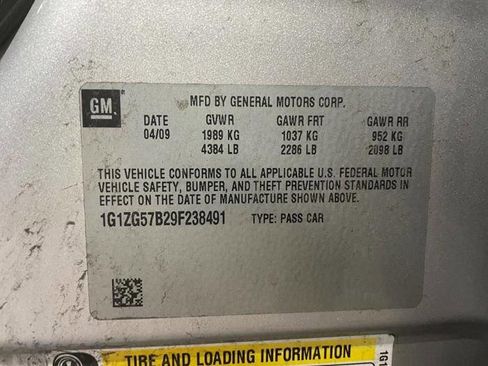 GM
MFD BY GENERAL MOTORS CORP.
DATE GVWR GAWR FRT GAWR RR
04/09 1989 KG 1037 KG 952 KG
4384 LB 2286 LB 2098 LB
THIS VEHICLE CONFORMS TO ALL APPLICABLE U.S. FEDERAL MOTOR
VEHICLE SAFETY, BUMPER, AND THEFT PREVENTION STANDARDS
IN EFFECT ON THE DATE OF MANUFACTURE SHOWN ABOVE.
1G1ZG57B29F238491 TYPE: PASS CAR
TIRE AND LOADING INFORMATION
1G1